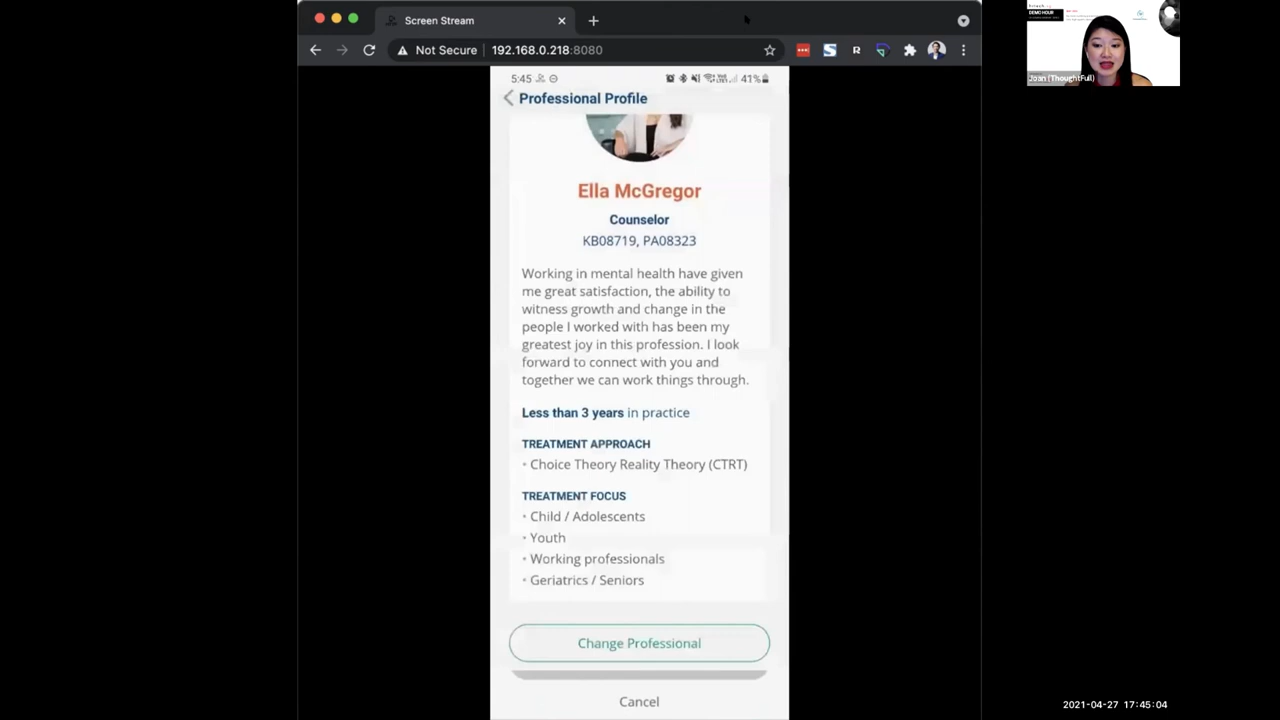 Screen Stream
Not Secure
192.168.0.218:8080
R
5:45
41%
Professional Profile
Ella McGregor
Counselor
KB08719, PA08323
Working in mental health have given
me great satisfaction, the ability to
witness growth and change in the
people I worked with has been my
greatest joy in this profession. I look
forward to connect with you and
together we can work things through.
Less than 3 years in practice
TREATMENT APPROACH
• Choice Theory Reality Theory (CTRT)
TREATMENT FOCUS
• Child / Adolescents
• Youth
• Working professionals
• Geriatrics / Seniors
Change Professional
Cancel
DEMO HOUR
Joan (ThoughtFull)
2021-04-27 17:45:04